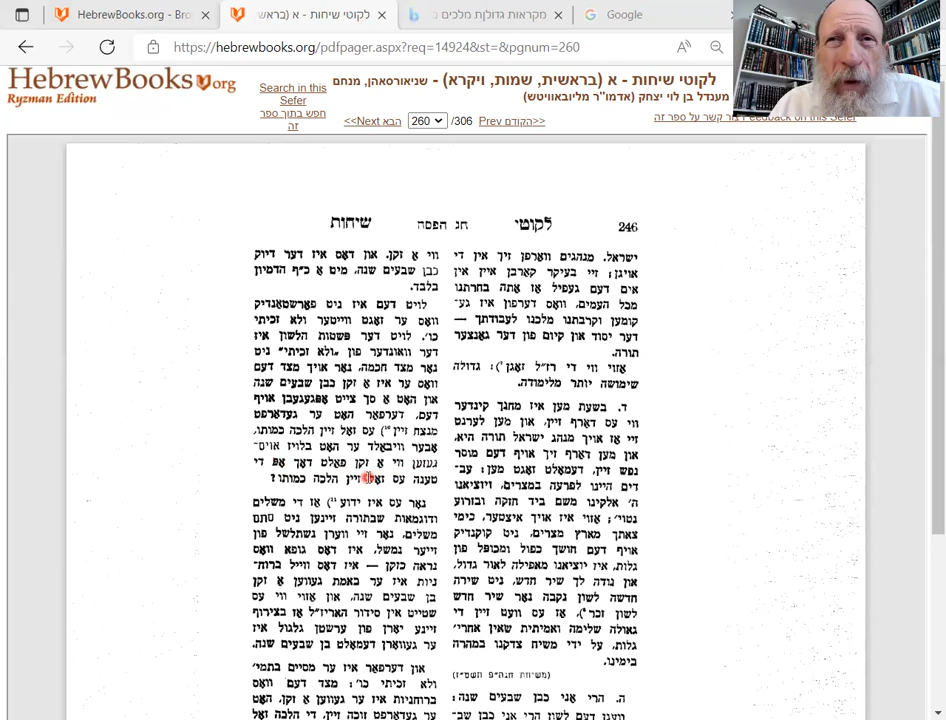 HebrewBooks.org - Bro
לקוטי שיחות - א (בראש
מקראות גדולת מלכים
Google
https://hebrewbooks.org/pdfpager.aspx?req=14924&st=&pgnum=260
HebrewBooks.org
Ryzman Edition
Search in this
Sefer
חפש בתוך ספר
זה
לקוטי שיחות - א (בראשית, שמות, ויקרא) - שניאורסאהן, מנחם
מענדל בן לוי יצחק (אדמו"ר מליובאוויטש)
<<Next הבא
260
/306
Prev הקודם>>
צור קשר על ספר זה Feedback on this Sefer
246
לקוטי
חג הפסח
שיחות
ישראל. מנהגים ווארפן זיך אין די
אויגן; זיי בעיקר קארבן איין אין
אים דעם געפיל אז אתה בחרתנו
מכל העמים, וואס דערפון איז גע־
קומען וקרבתנו מלכנו לעבודתך —
דער יסוד און קיום פון דער גאנצער
תורה.
אזוי ווי די רז"ל זאגן): גדולה
שימושה יותר מלימודה.
ד. בשעת מען איז מחנך קינדער
ווי עס דארף זיין, און מען לערנט
זיי אז אויך מנהג ישראל תורה היא,
און מען דארף זיך אויף דעם מוסר
נפש זיין, דעמאלט זאגט מען: עב־
דים היינו לפרעה במצרים, ויוציאנו
ה' אלקינו משם ביד חזקה ובזרוע
נטוי'; אזוי איז אויך איצטער, כימי
צאתך מארץ מצרים, ניט קוקנדיק
אויף דעם חושך כפול ומכופל פון
גלות, איז יוציאנו מאפילה לאור גדול,
און נודה לך שיר חדש, ניט שירה
חדשה לשון נקבה נאר שיר חדש
לשון זכר), אז עס וועט זיין די
גאולה שלימה ואמיתית שאין אחרי'
גלות, על ידי משיח צדקנו במהרה
בימינו.
(משיחת חגה"פ תשט"ז)
ה. הרי אני כבן שבעים שנה:
ווי א זקן. און דאס איז דער דיוק
כבן שבעים שנה, מיט א כ"ף הדמיון
בלבד.
לויט דעם איז ניט פארשטאנדיק
וואס ער זאגט ווייטער ולא זכיתי
כו'. לויט דער פשטות הלשון איז
דער וואונדער פון „ולא זכיתי" ניט
נאר מצד חכמה, נאר אויך מצד דעם
וואס ער איז א זקן כבן שבעים שנה
און האט א סך צייט אפגעגעבן אויף
דעם, דערפאר האט ער געדארפט
מנצח זיין) עס זאל זיין הלכה כמותו,
אבער וויבאלד ער האט בלויז אויס־
געזען ווי א זקן פאלט דאך אפ די
טענה עס זאל זיין הלכה כמותו?
נאר עס איז ידוע) אז די משלים
ודוגמאות שבתורה זיינען ניט סתם
משלים, נאר זיי ווערן נשתלשל פון
זייער נמשל, איז דאס גופא וואס
נראה כזקן — איז דאס ווייל ברוח־
ניות איז ער באמת געווען א זקן
בן שבעים שנה, און אזוי ווי עס
שטייט אין סידור האריז"ל אז בצירוף
זיינע יארן פון ערשטן גלגול איז
ער געווארן דעמאלט בן שבעים שנה.
און דערפאר איז ער מסיים בתמי'
ולא זכיתי כו': מצד דעם וואס
ברוחניות איז ער געווען א זקן, האט
ער געדארפט זוכה זיין, די הלכה זאל